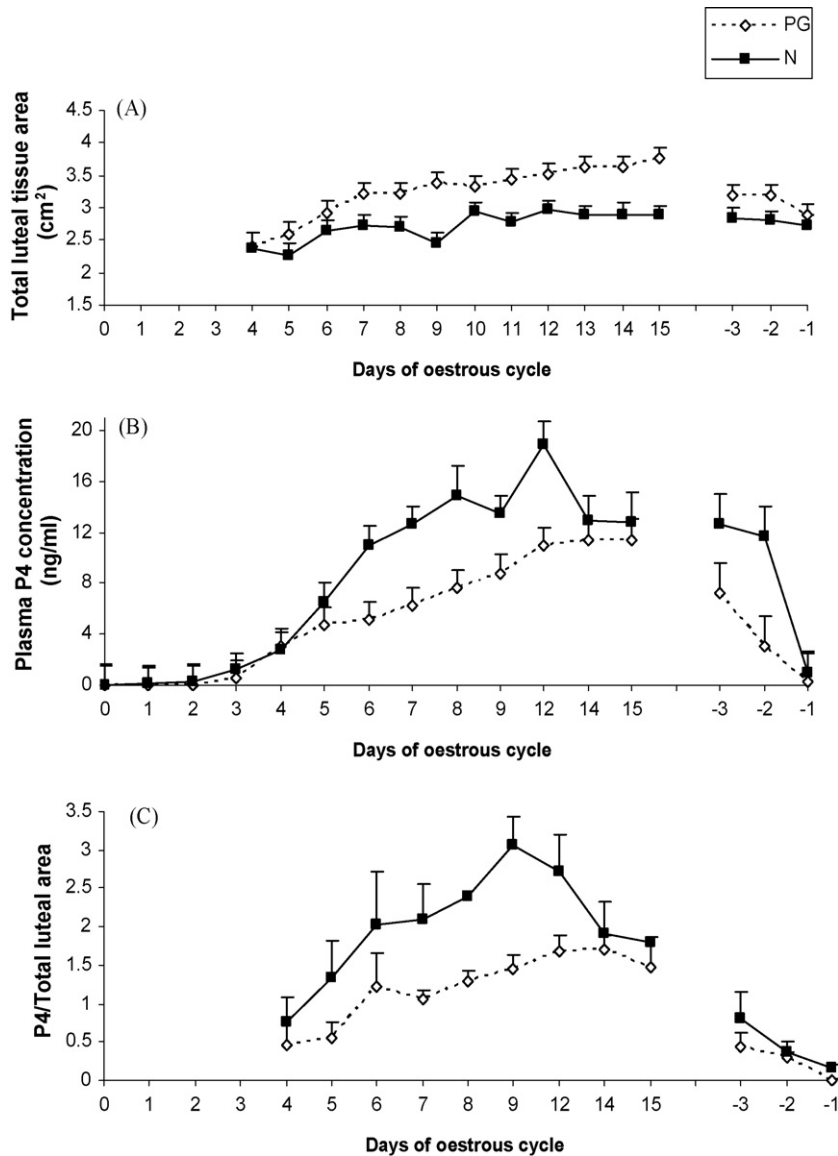 PG
N
(A)
Total luteal tissue area
(cm²)
4.5
4
3.5
3
2.5
2
1.5
0 1 2 3 4 5 6 7 8 9 10 11 12 13 14 15 -3 -2 -1
Days of oestrous cycle
(B)
Plasma P4 concentration
(ng/ml)
20
16
12
8
4
0
0 1 2 3 4 5 6 7 8 9 12 14 15 -3 -2 -1
Days of oestrous cycle
(C)
P4/Total luteal area
3.5
3
2.5
2
1.5
1
0.5
0
0 1 2 3 4 5 6 7 8 9 12 14 15 -3 -2 -1
Days of oestrous cycle